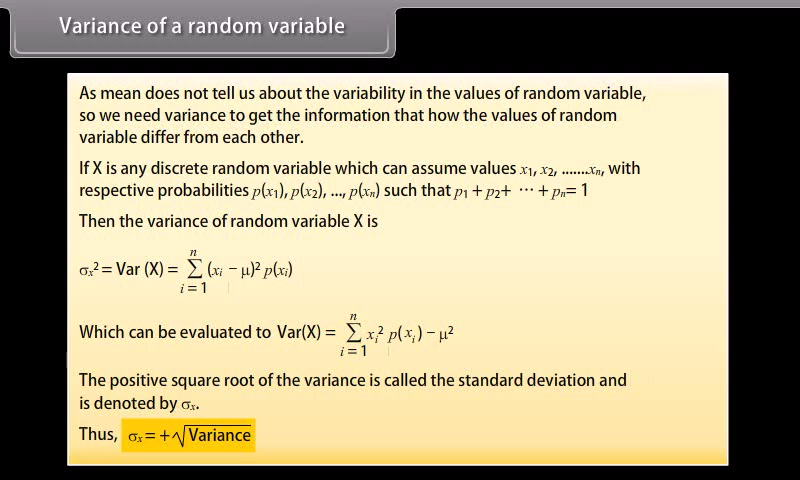 Variance of a random variable
As mean does not tell us about the variability in the values of random variable,
so we need variance to get the information that how the values of random
variable differ from each other.
If X is any discrete random variable which can assume values x₁, x₂, .......xₙ, with
respective probabilities p(x₁), p(x₂), ..., p(xₙ) such that p₁ + p₂+ ⋯ + pₙ= 1
Then the variance of random variable X is
σₓ² = Var (X) = n∑i = 1 (xᵢ − μ)² p(xᵢ)
Which can be evaluated to Var(X) = n∑i = 1 xᵢ² p(xᵢ) − μ²
The positive square root of the variance is called the standard deviation and
is denoted by σₓ.
Thus, σₓ = +√Variance